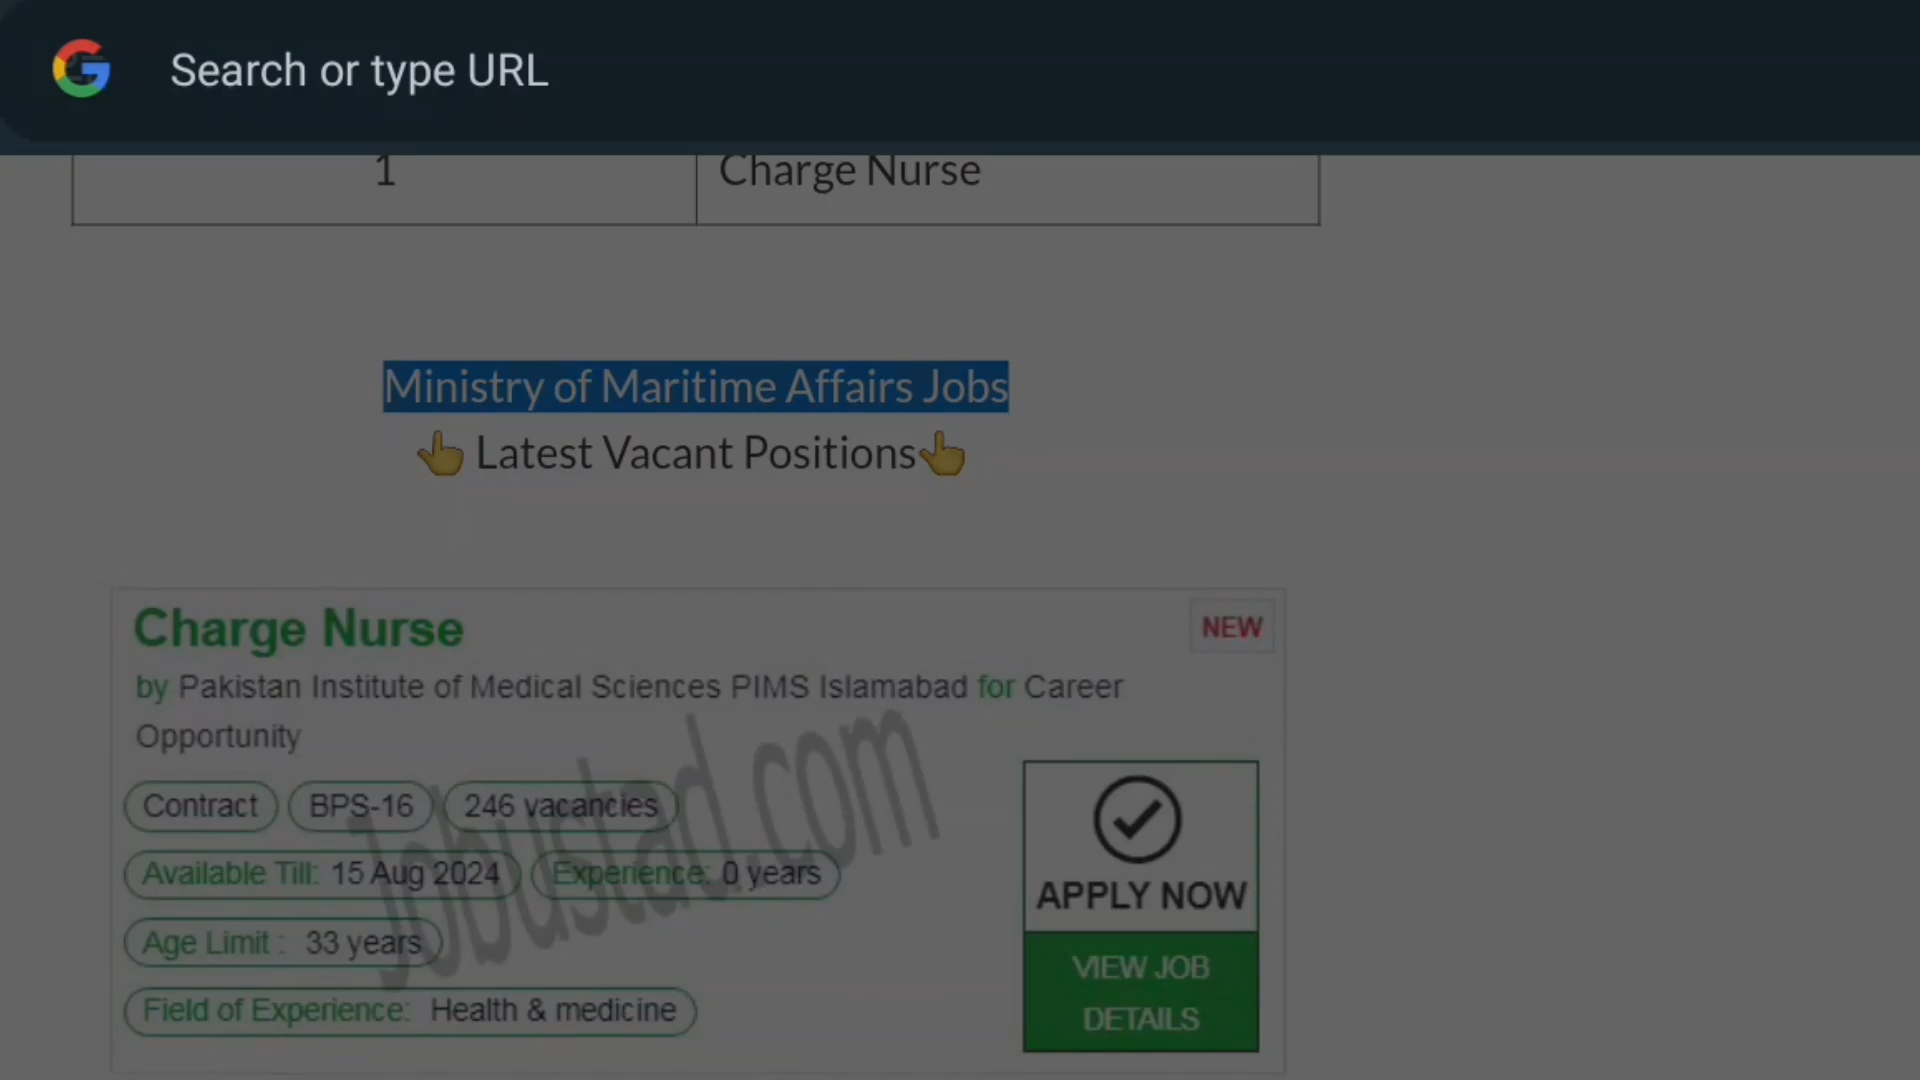 Search or type URL
1 Charge Nurse
Ministry of Maritime Affairs Jobs
👆 Latest Vacant Positions👆
Charge Nurse NEW
by Pakistan Institute of Medical Sciences PIMS Islamabad for Career
Opportunity
Contract BPS-16 246 vacancies
Available Till: 15 Aug 2024 Experience: 0 years
Age Limit : 33 years
Field of Experience: Health & medicine
APPLY NOW
VIEW JOB
DETAILS
Jobustad.com